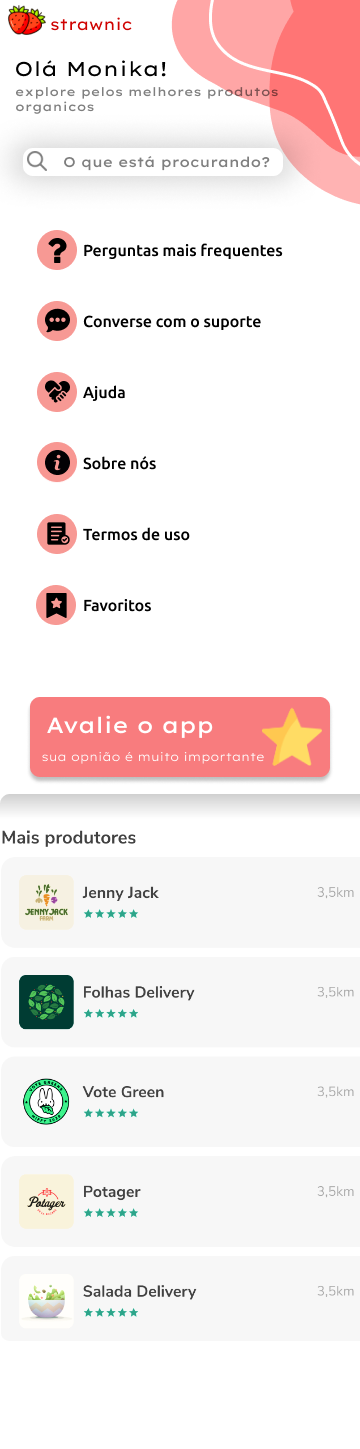 strawnic
Olá Monika!
explore pelos melhores produtos
organicos
O que está procurando?
Perguntas mais frequentes
Converse com o suporte
Ajuda
Sobre nós
Termos de uso
Favoritos
Avalie o app
sua opnião é muito importante
Mais produtores
JENNY JACK
FARM
Jenny Jack
3,5km
Folhas Delivery
3,5km
VOTE GREENS
Vote Green
3,5km
Potager
Potager
3,5km
Salada Delivery
3,5km